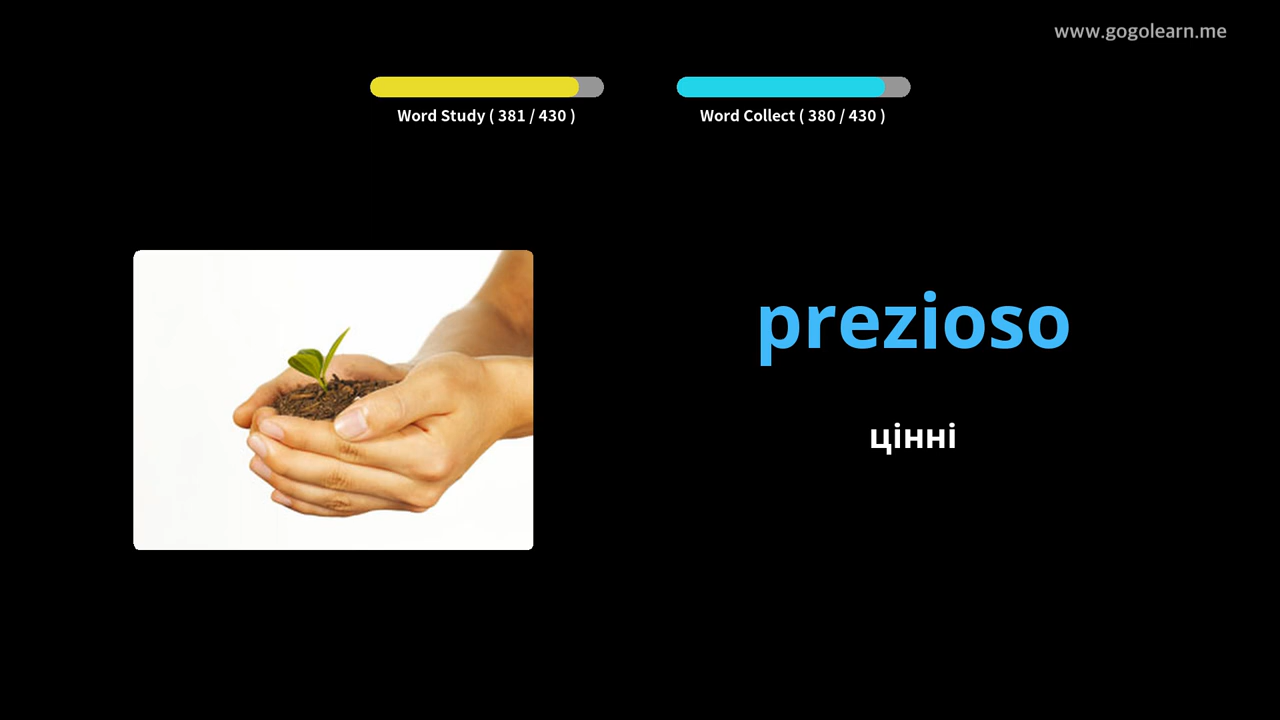 www.gogolearn.me
Word Study ( 381 / 430 )
Word Collect ( 380 / 430 )
prezioso
цінні